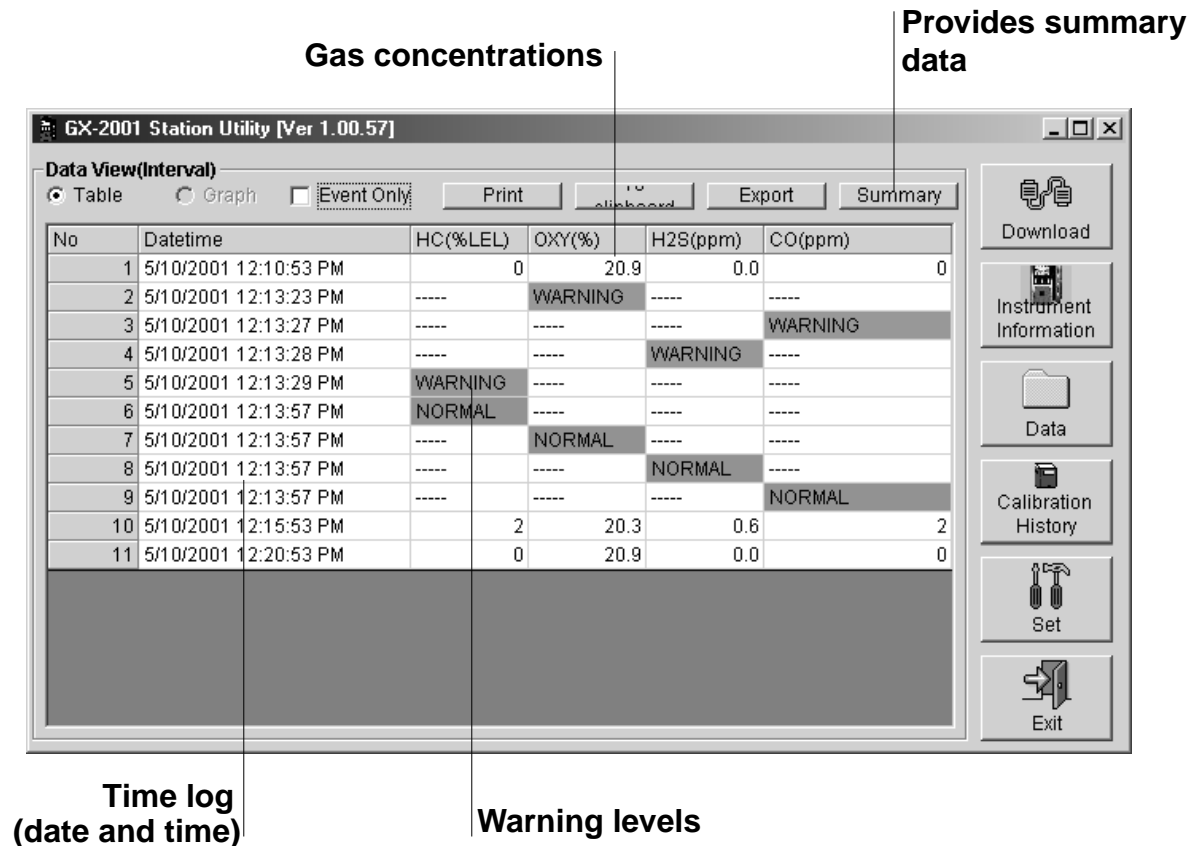 Provides summary
data
Gas concentrations
GX-2001 Station Utility [Ver 1.00.57]
Data View(Interval)
Table Graph Event Only Print clipboard Export Summary
No Datetime HC(%LEL) OXY(%) H2S(ppm) CO(ppm)
1 5/10/2001 12:10:53 PM 0 20.9 0.0 0
2 5/10/2001 12:13:23 PM ----- WARNING ----- -----
3 5/10/2001 12:13:27 PM ----- ----- ----- WARNING
4 5/10/2001 12:13:28 PM ----- ----- WARNING -----
5 5/10/2001 12:13:29 PM WARNING ----- ----- -----
6 5/10/2001 12:13:57 PM NORMAL ----- ----- -----
7 5/10/2001 12:13:57 PM ----- NORMAL ----- -----
8 5/10/2001 12:13:57 PM ----- ----- NORMAL -----
9 5/10/2001 12:13:57 PM ----- ----- ----- NORMAL
10 5/10/2001 12:15:53 PM 2 20.3 0.6 2
11 5/10/2001 12:20:53 PM 0 20.9 0.0 0
Download
Instrument
Information
Data
Calibration
History
Set
Exit
Time log
(date and time)
Warning levels